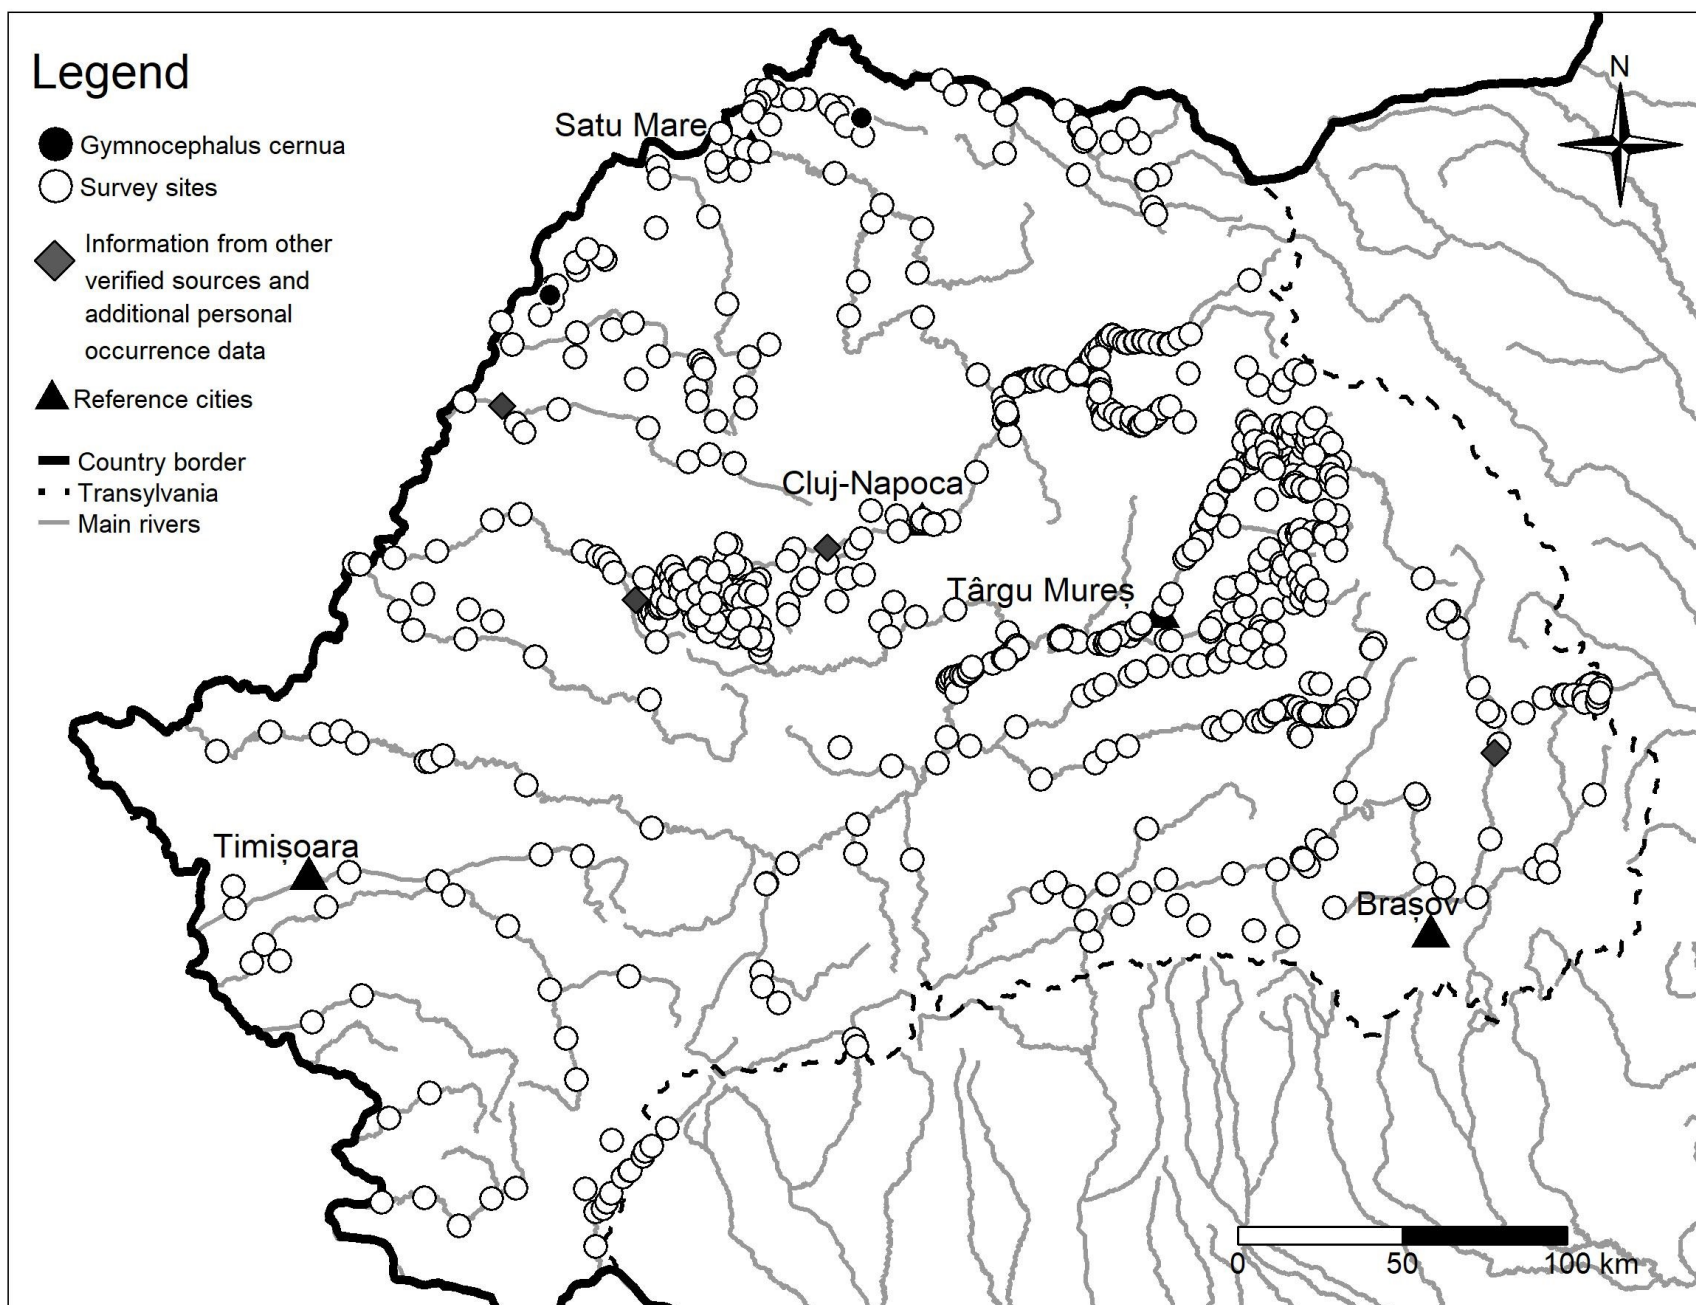 Legend
Gymnocephalus cernua
Survey sites
Information from other
verified sources and
additional personal
occurrence data
Reference cities
Country border
Transylvania
Main rivers
N
Satu Mare
Cluj-Napoca
Târgu Mureș
Timișoara
Brașov
0 50 100 km